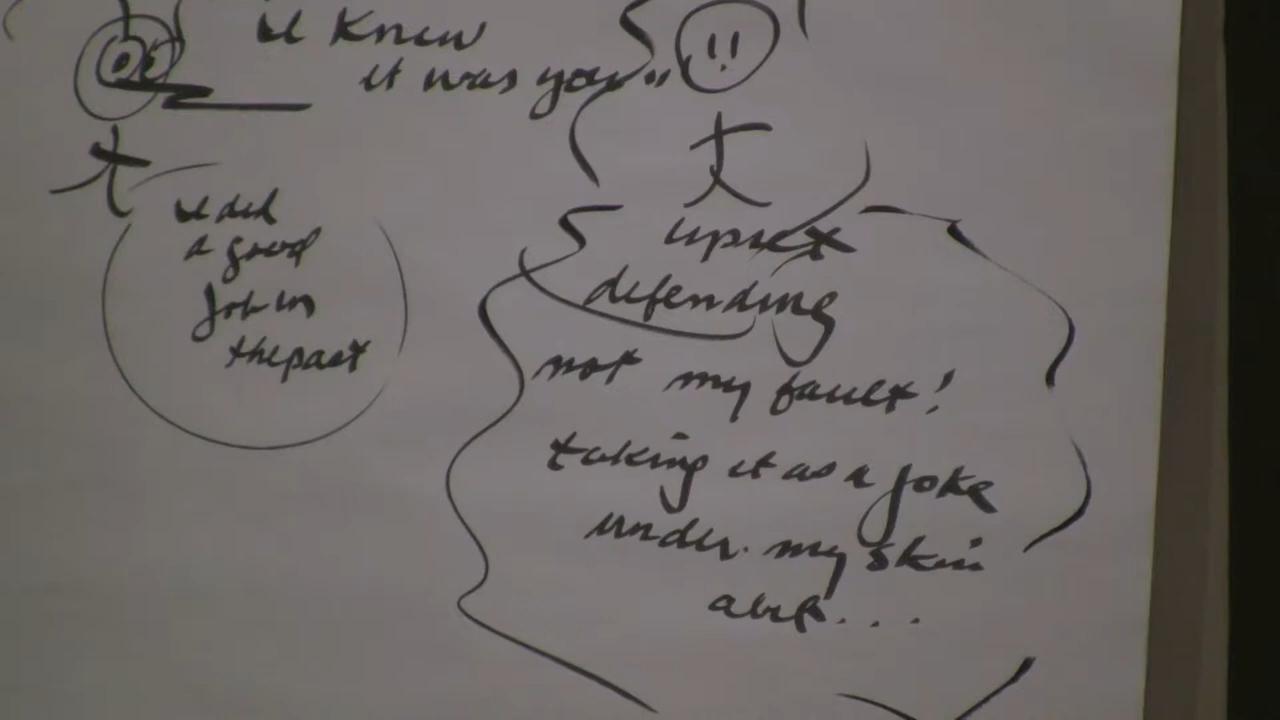 I knew
it was you"
I did
a good
job in
the past
upset
defending
not my fault!
taking it as a joke
under my skin